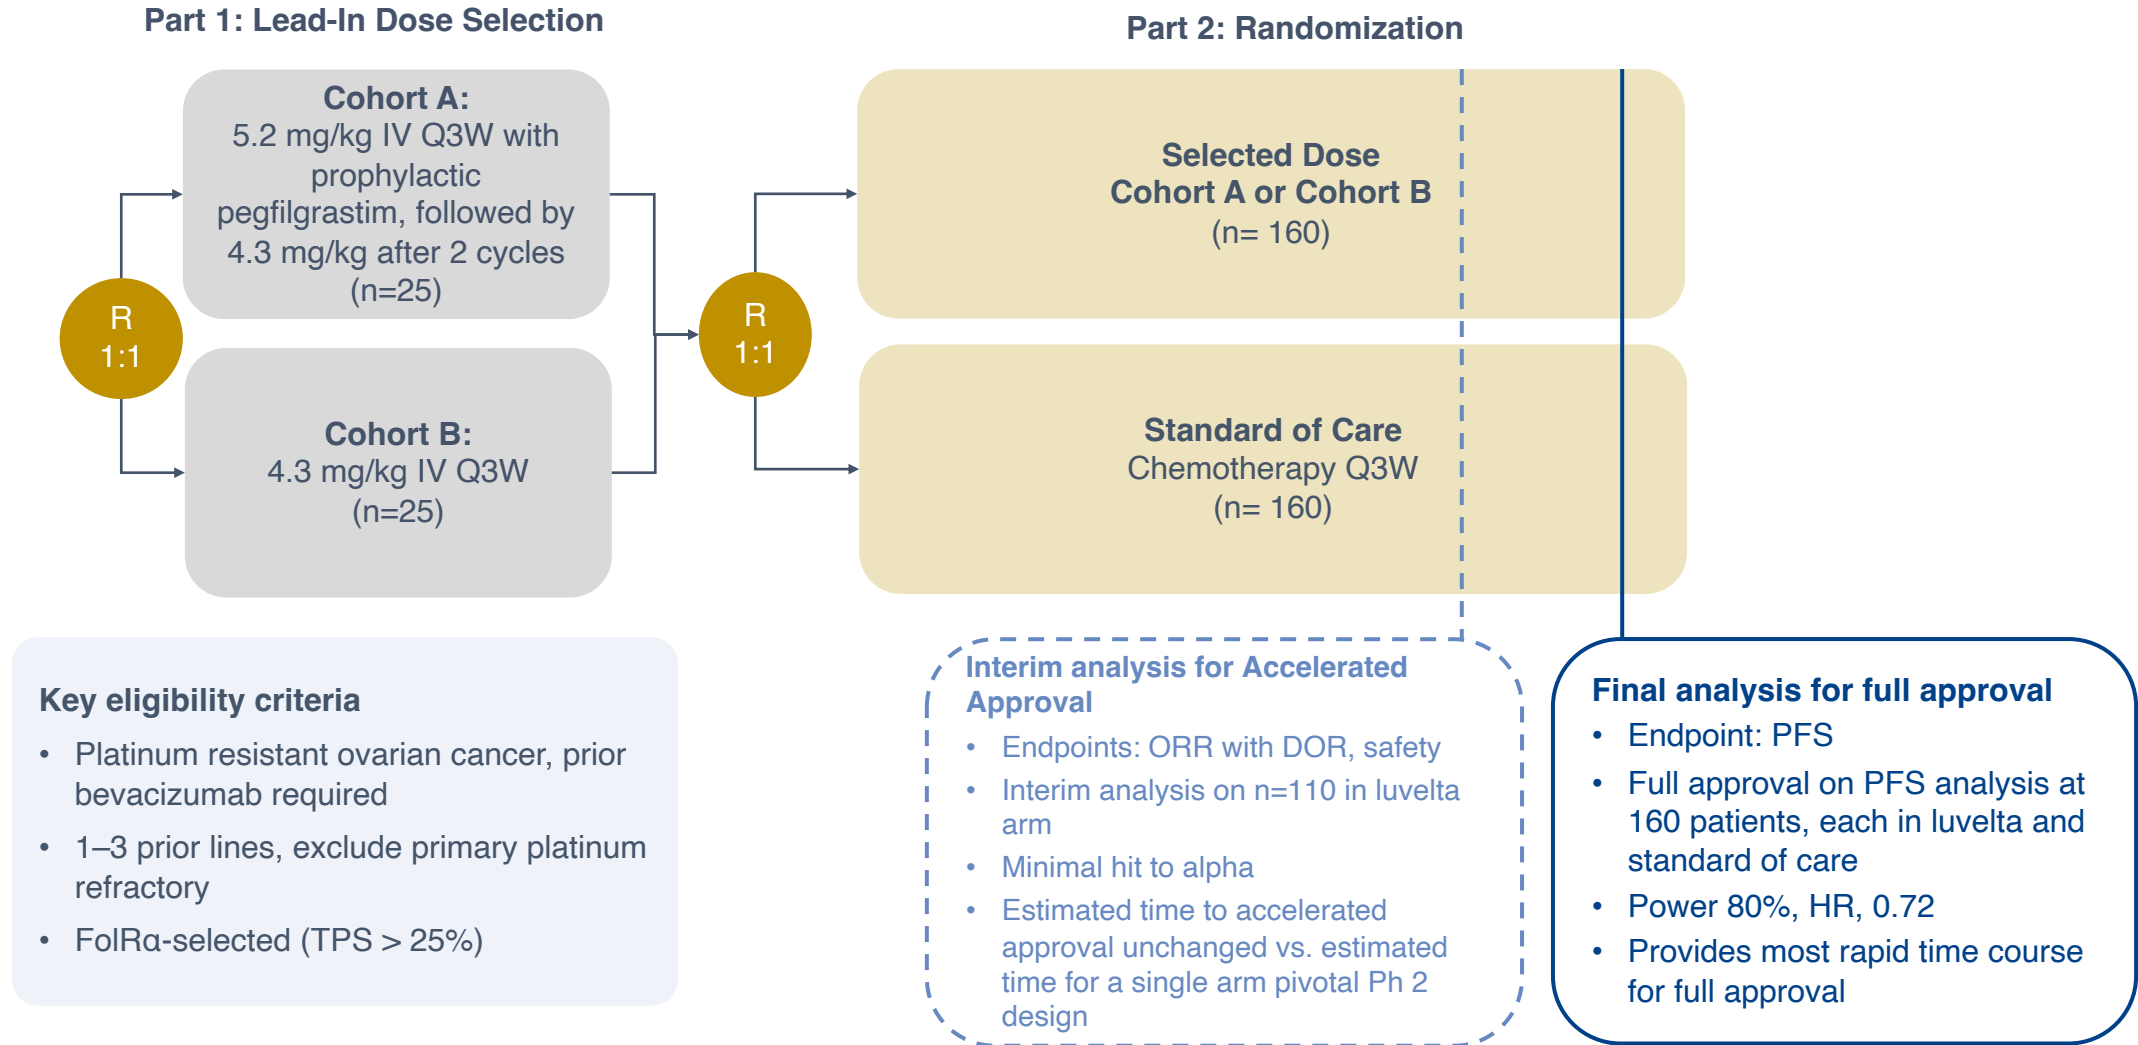 Part 1: Lead-In Dose Selection
Cohort A:
5.2 mg/kg IV Q3W with
prophylactic
pegfilgrastim, followed by
4.3 mg/kg after 2 cycles
(n=25)
R
1:1
Cohort B:
4.3 mg/kg IV Q3W
(n=25)
Part 2: Randomization
R
1:1
Selected Dose
Cohort A or Cohort B
(n= 160)
Standard of Care
Chemotherapy Q3W
(n= 160)
Key eligibility criteria
• Platinum resistant ovarian cancer, prior
bevacizumab required
• 1–3 prior lines, exclude primary platinum
refractory
• FolRα-selected (TPS > 25%)
Interim analysis for Accelerated
Approval
• Endpoints: ORR with DOR, safety
• Interim analysis on n=110 in luvelta
arm
• Minimal hit to alpha
• Estimated time to accelerated
approval unchanged vs. estimated
time for a single arm pivotal Ph 2
design
Final analysis for full approval
• Endpoint: PFS
• Full approval on PFS analysis at
160 patients, each in luvelta and
standard of care
• Power 80%, HR, 0.72
• Provides most rapid time course
for full approval